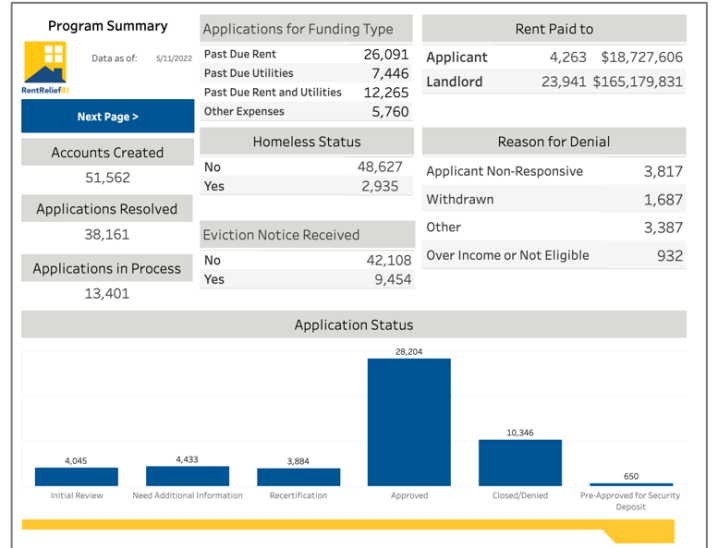 Program Summary
Data as of: 5/11/2022
RentReliefRI
Next Page >
Accounts Created
51,562
Applications Resolved
38,161
Applications in Process
13,401
Applications for Funding Type
Past Due Rent 26,091
Past Due Utilities 7,446
Past Due Rent and Utilities 12,265
Other Expenses 5,760
Homeless Status
No 48,627
Yes 2,935
Eviction Notice Received
No 42,108
Yes 9,454
Rent Paid to
Applicant 4,263 $18,727,606
Landlord 23,941 $165,179,831
Reason for Denial
Applicant Non-Responsive 3,817
Withdrawn 1,687
Other 3,387
Over Income or Not Eligible 932
Application Status
28,204
10,346
4,045
4,433
3,884
650
Initial Review
Need Additional Information
Recertification
Approved
Closed/Denied
Pre-Approved for Security
Deposit